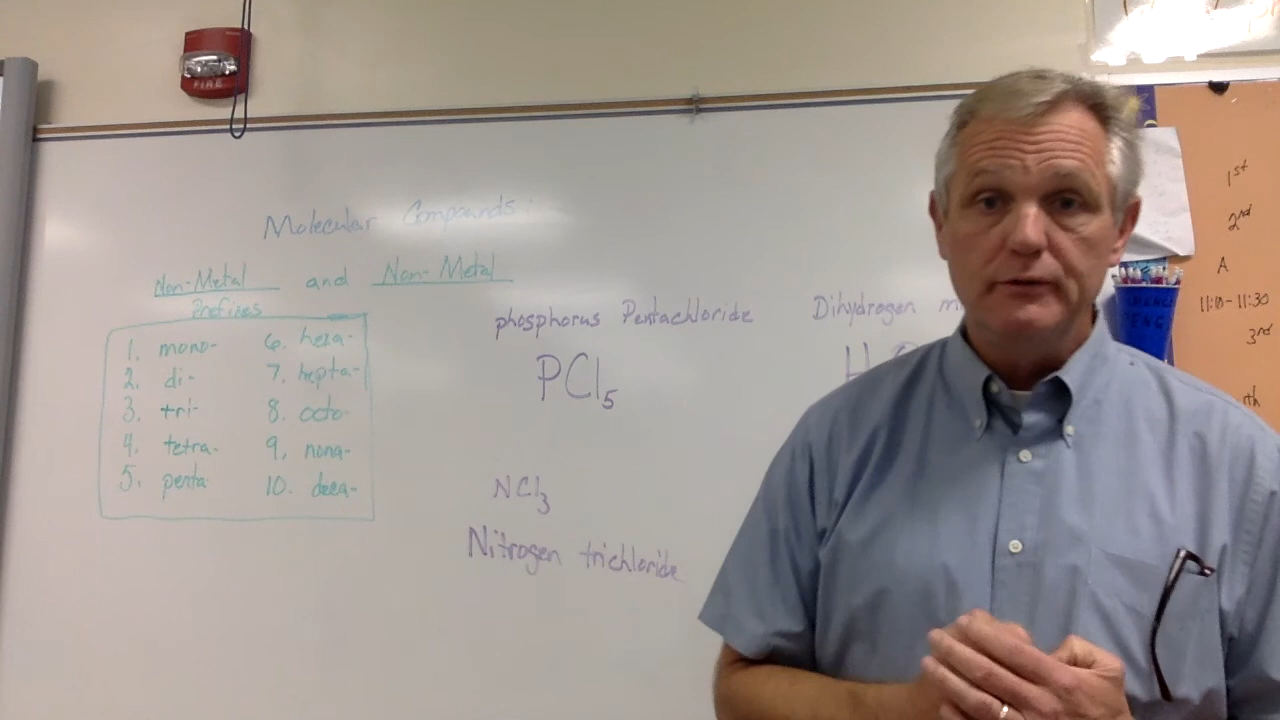 FIRE
Molecular Compounds:
Non-Metal and Non-Metal
Prefixes
1. mono- 6. hexa-
2. di- 7. hepta-
3. tri- 8. octo-
4. tetra- 9. nona-
5. penta 10. deca-
phosphorus Pentachloride
PCl5
NCl3
Nitrogen trichloride
Dihydrogen m
H
1st
2nd
A
11:10-11:30
3rd
th